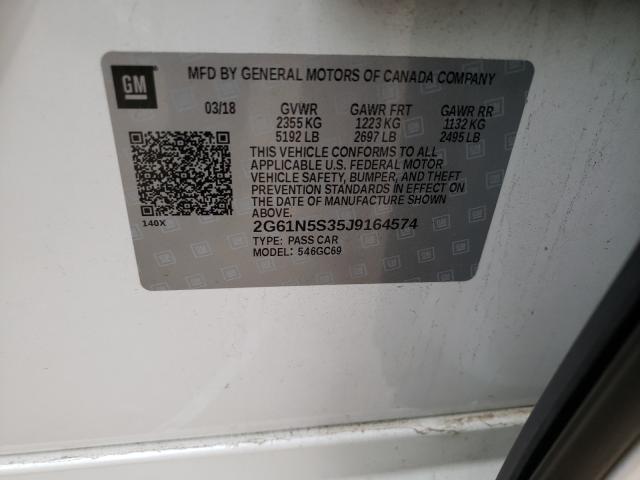 GM
MFD BY GENERAL MOTORS OF CANADA COMPANY
03/18 GVWR GAWR FRT GAWR RR
2355 KG 1223 KG 1132 KG
5192 LB 2697 LB 2495 LB
THIS VEHICLE CONFORMS TO ALL
APPLICABLE U.S. FEDERAL MOTOR
VEHICLE SAFETY, BUMPER, AND THEFT
PREVENTION STANDARDS IN EFFECT ON
THE DATE OF MANUFACTURE SHOWN
ABOVE.
140X
2G61N5S35J9164574
TYPE: PASS CAR
MODEL: 546GC69